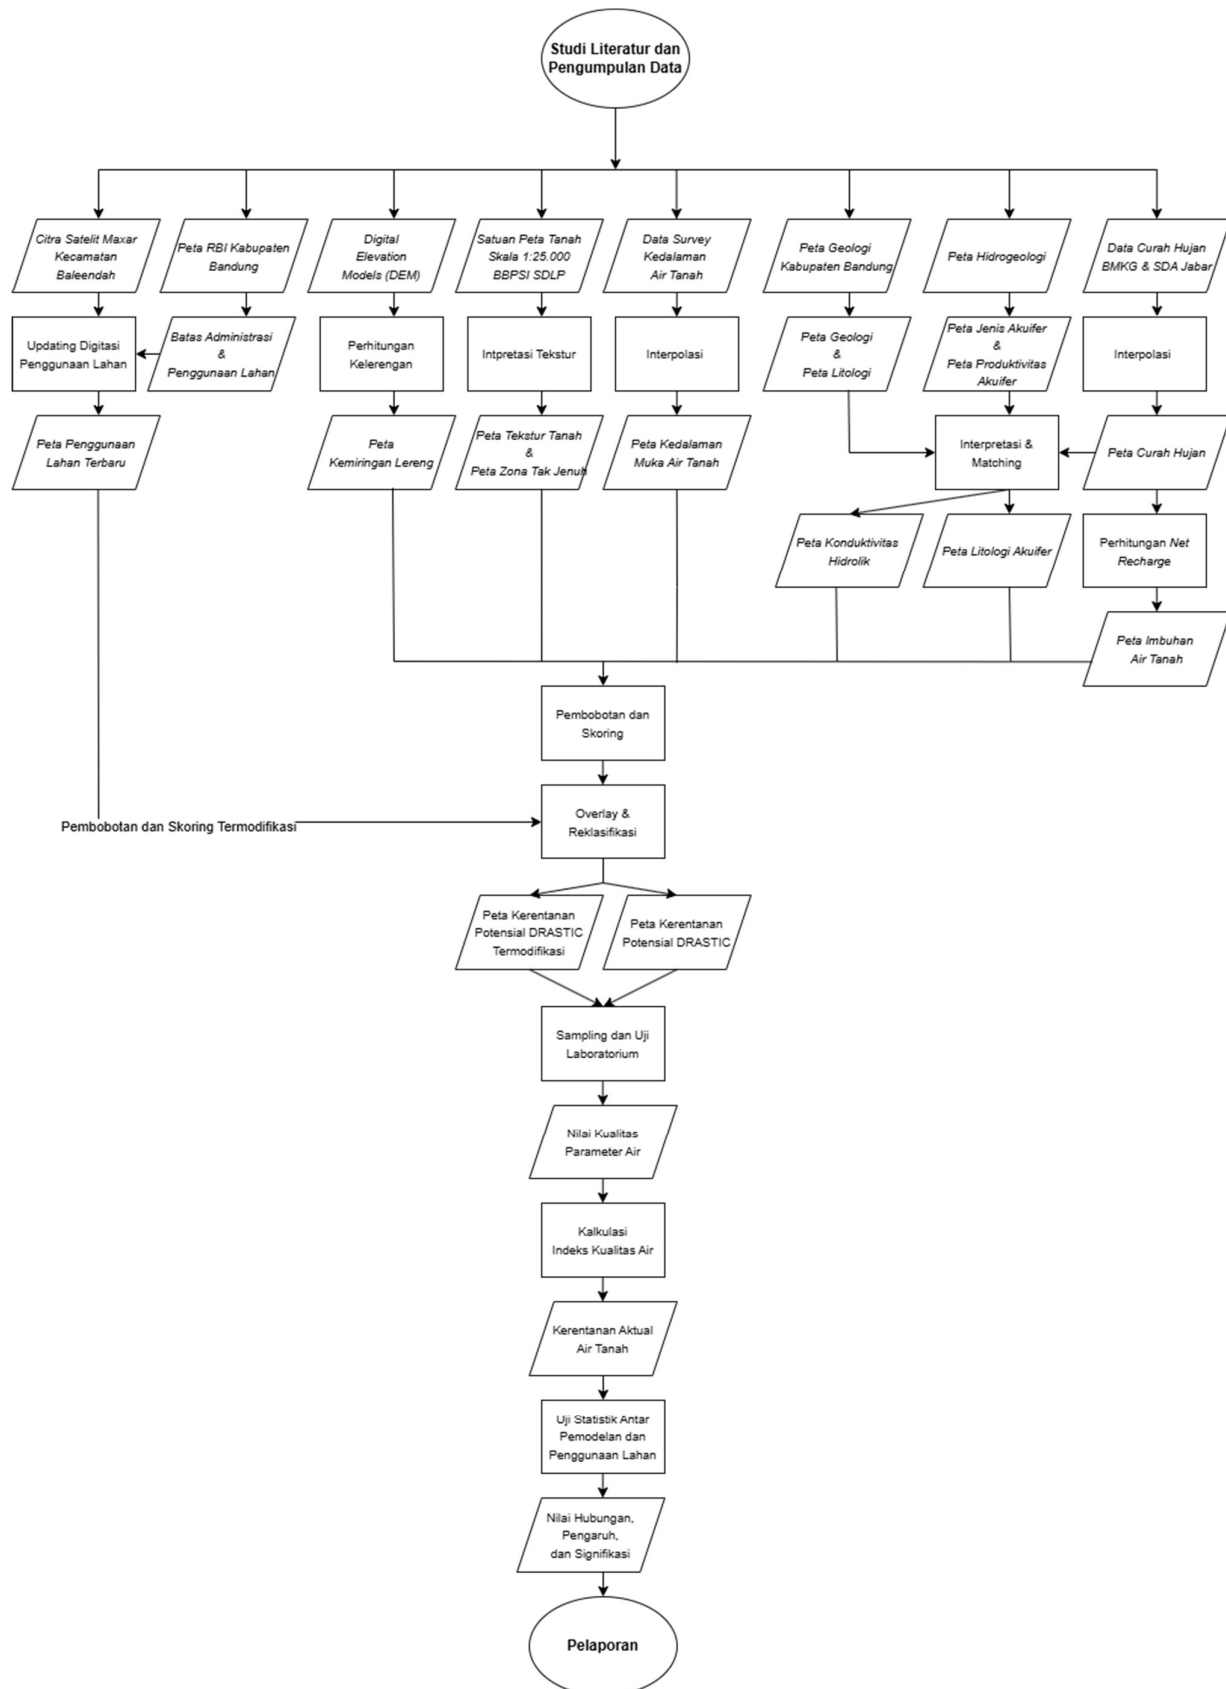 Studi Literatur dan
Pengumpulan Data
Citra Satelit Maxar
Kecamatan
Baleendah
Peta RBI Kabupaten
Bandung
Digital
Elevation
Models (DEM)
Satuan Peta Tanah
Skala 1:25.000
BBPSI SDLP
Data Survey
Kedalaman
Air Tanah
Peta Geologi
Kabupaten Bandung
Peta Hidrogeologi
Data Curah Hujan
BMKG & SDA Jabar
Updating Digitasi
Penggunaan Lahan
Batas Administrasi
&
Penggunaan Lahan
Perhitungan
Kelerengan
Intpretasi Tekstur
Interpolasi
Peta Geologi
&
Peta Litologi
Peta Jenis Akuifer
&
Peta Produktivitas
Akuifer
Interpolasi
Peta Penggunaan
Lahan Terbaru
Peta
Kemiringan Lereng
Peta Tekstur Tanah
&
Peta Zona Tak Jenuh
Peta Kedalaman
Muka Air Tanah
Interpretasi &
Matching
Peta Curah Hujan
Peta Konduktivitas
Hidrolik
Peta Litologi Akuifer
Perhitungan Net
Recharge
Peta Imbuhan
Air Tanah
Pembobotan dan
Skoring
Pembobotan dan Skoring Termodifikasi
Overlay &
Reklasifikasi
Peta Kerentanan
Potensial DRASTIC
Termodifikasi
Peta Kerentanan
Potensial DRASTIC
Sampling dan Uji
Laboratorium
Nilai Kualitas
Parameter Air
Kalkulasi
Indeks Kualitas Air
Kerentanan Aktual
Air Tanah
Uji Statistik Antar
Pemodelan dan
Penggunaan Lahan
Nilai Hubungan,
Pengaruh,
dan Signifikasi
Pelaporan